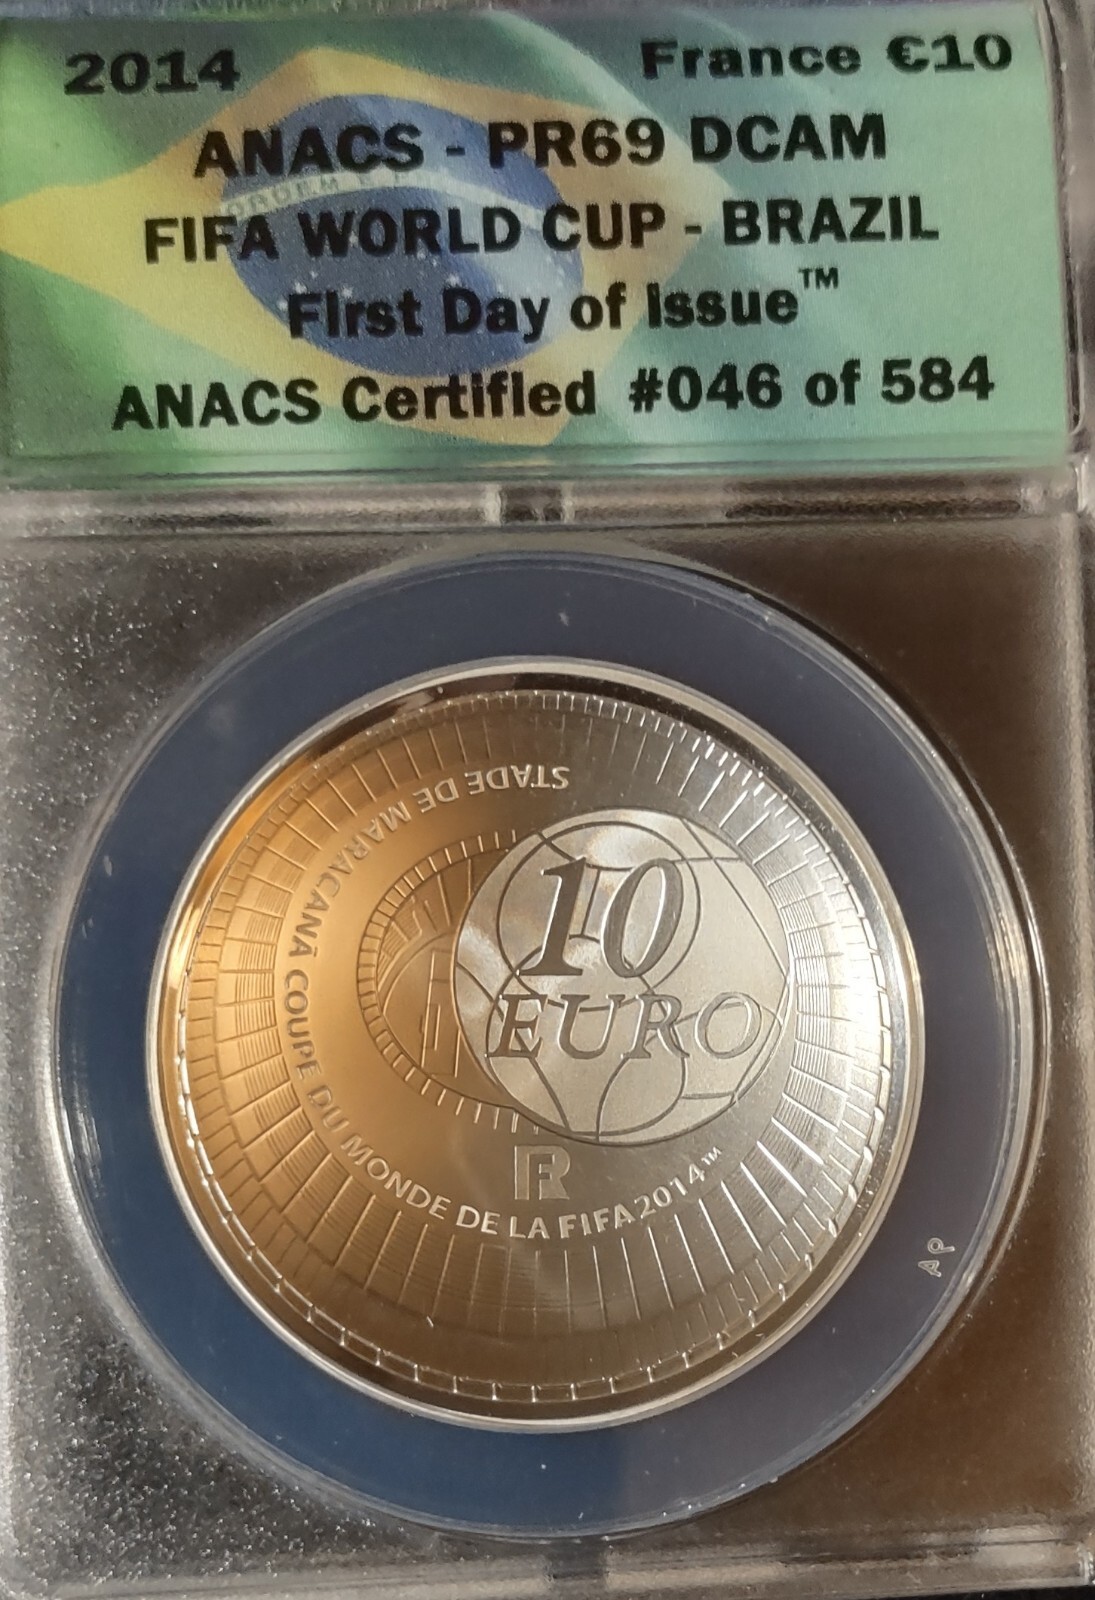 2014 France €10
ANACS - PR69 DCAM
FIFA WORLD CUP - BRAZIL
First Day of Issue™
ANACS Certified #046 of 584
STADE DE MARACANÃ COUPE DU MONDE DE LA FIFA 2014™
10
EURO
RF
AP